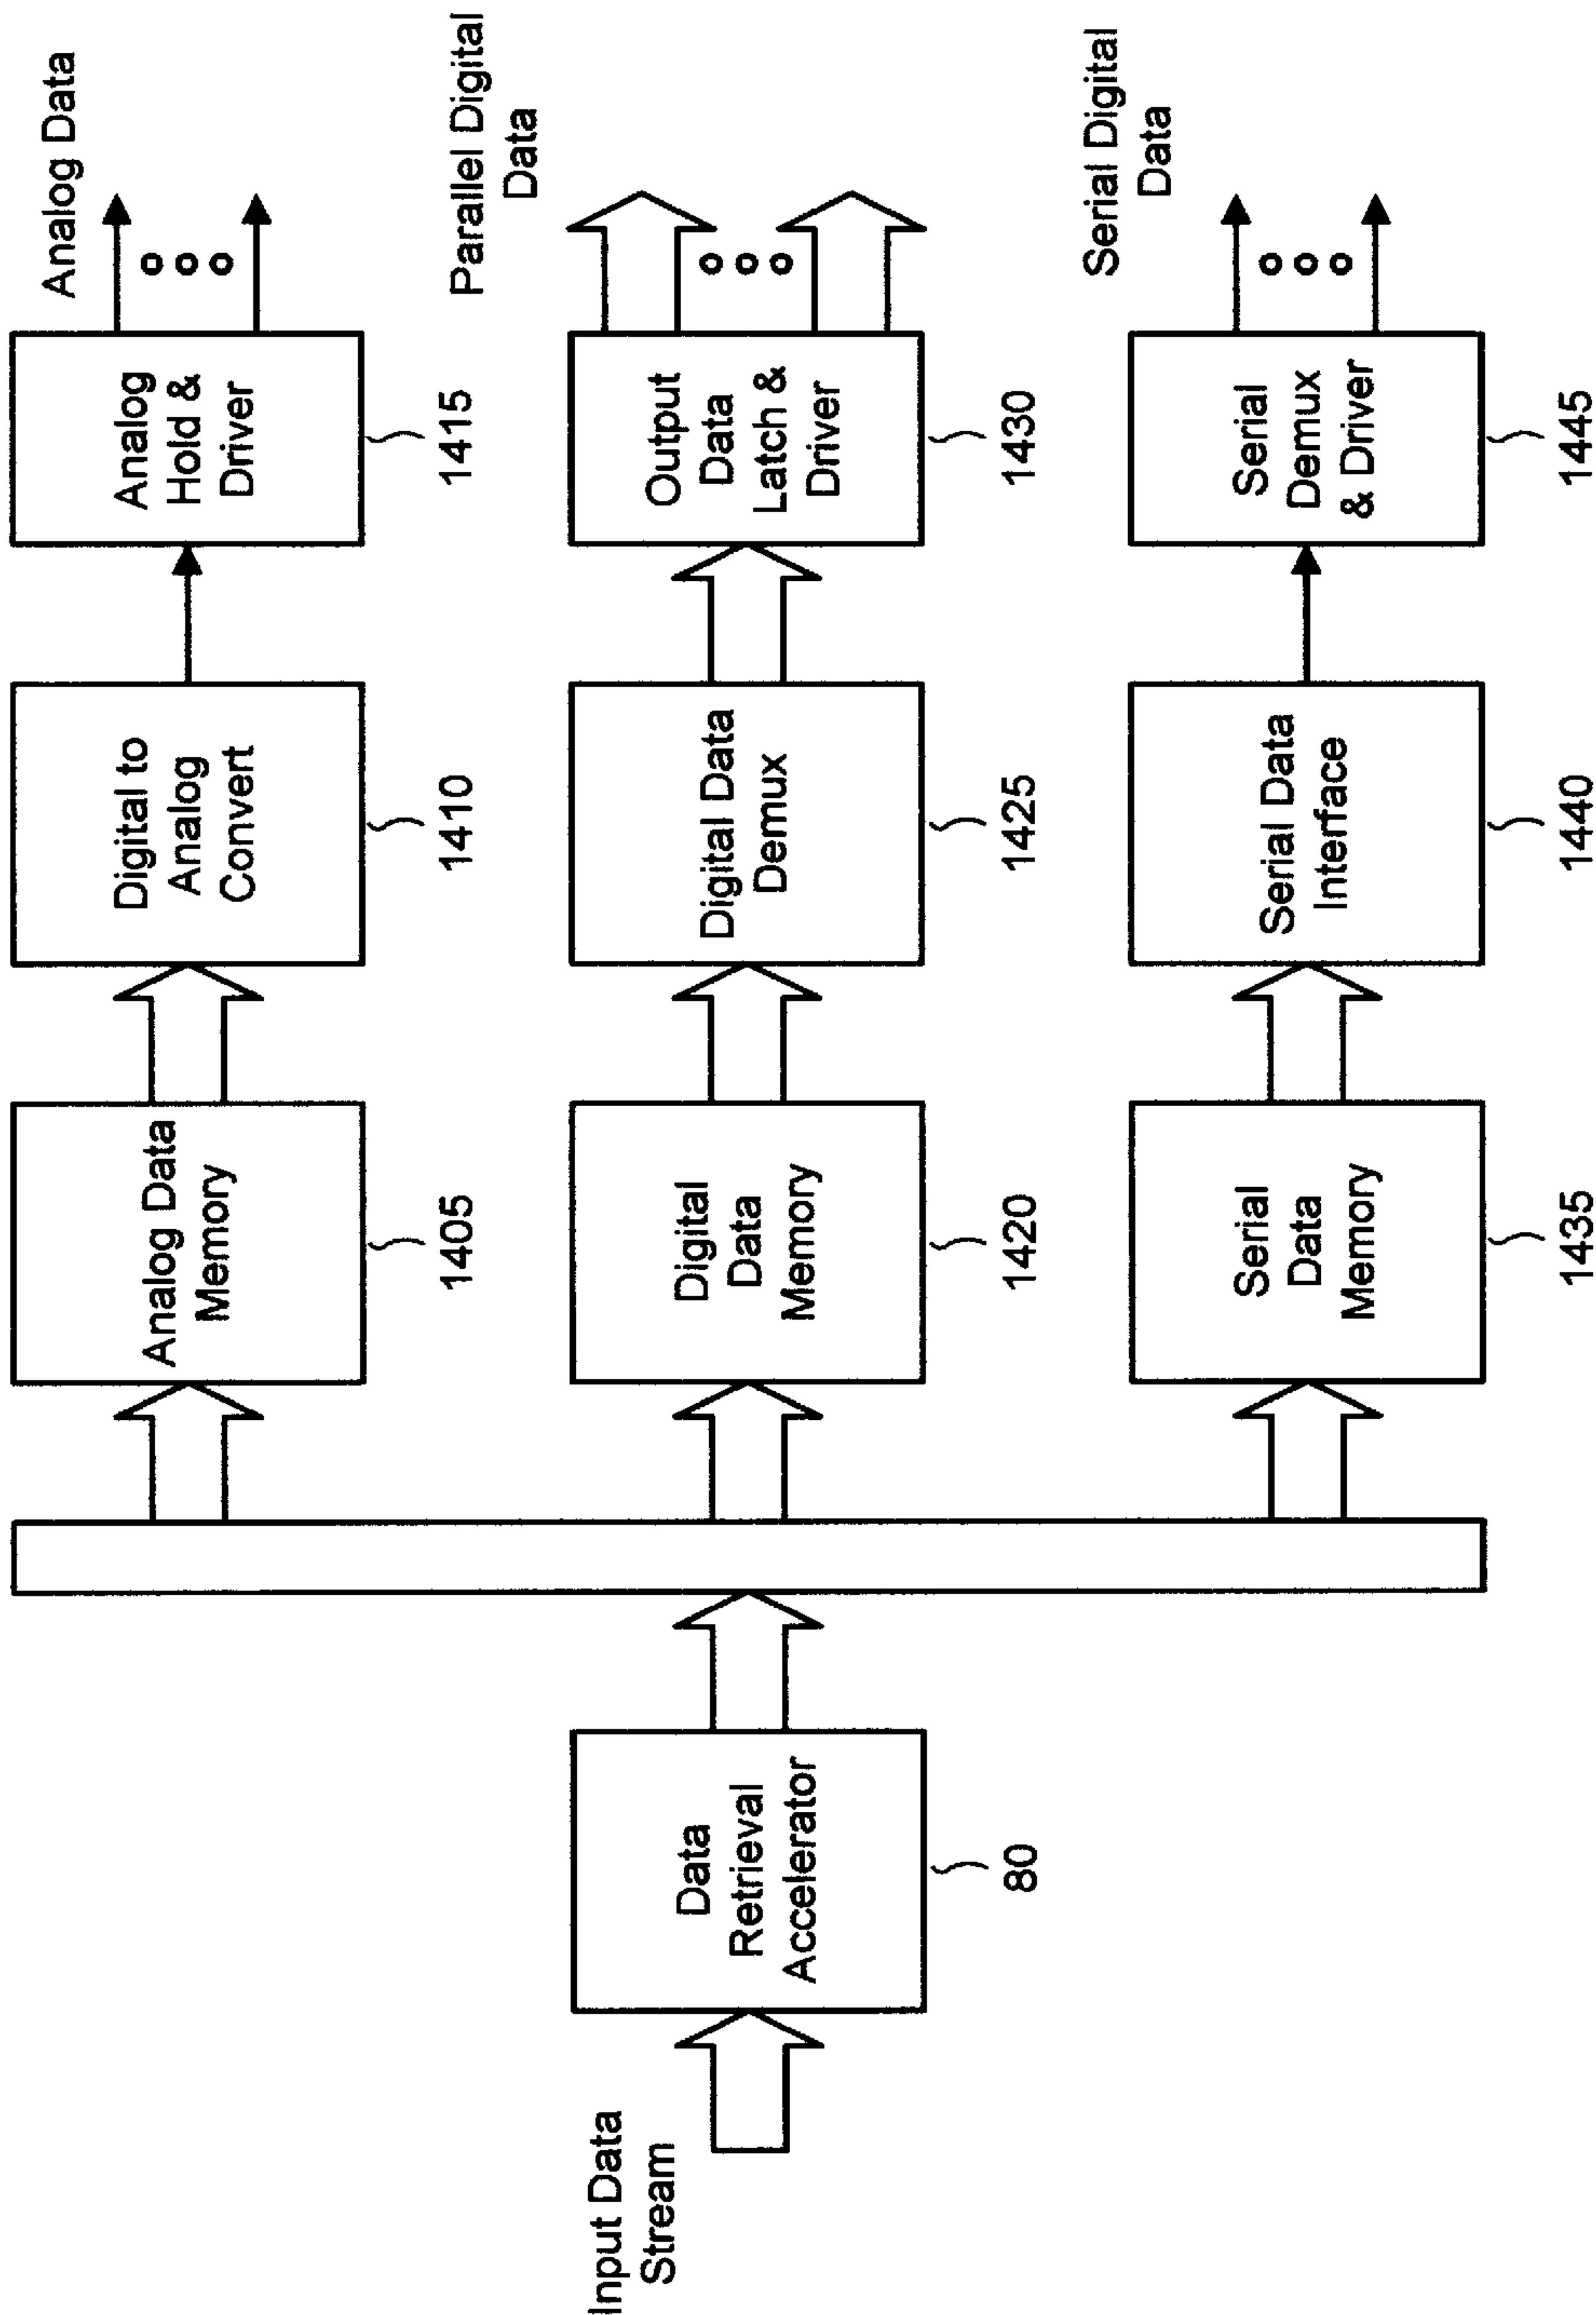 Input Data
Stream
Data
Retrieval
Accelerator
80
Analog Data
Memory
1405
Digital to
Analog
Convert
1410
Analog
Hold &
Driver
1415
Analog Data
Digital
Data
Memory
1420
Digital Data
Demux
1425
Output
Data
Latch &
Driver
1430
Parallel Digital
Data
Serial
Data
Memory
1435
Serial Data
Interface
1440
Serial
Demux
& Driver
1445
Serial Digital
Data